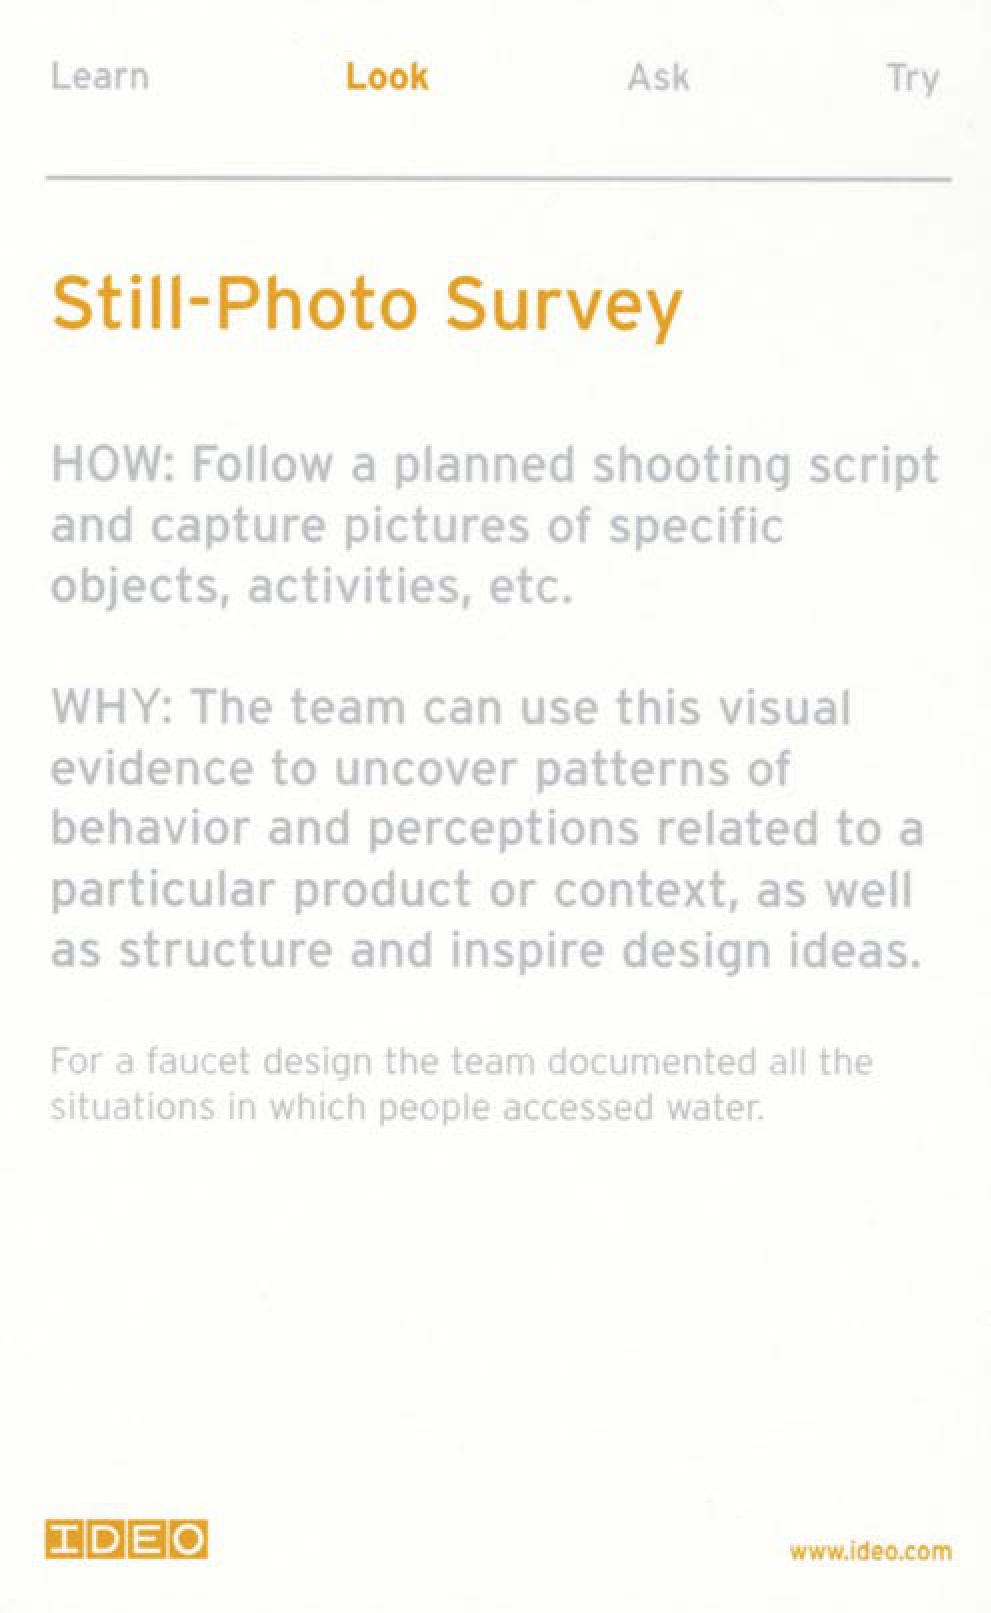 Learn Look Ask Try
Still-Photo Survey
HOW: Follow a planned shooting script
and capture pictures of specific
objects, activities, etc.
WHY: The team can use this visual
evidence to uncover patterns of
behavior and perceptions related to a
particular product or context, as well
as structure and inspire design ideas.
For a faucet design the team documented all the
situations in which people accessed water.
IDEO
www.ideo.com